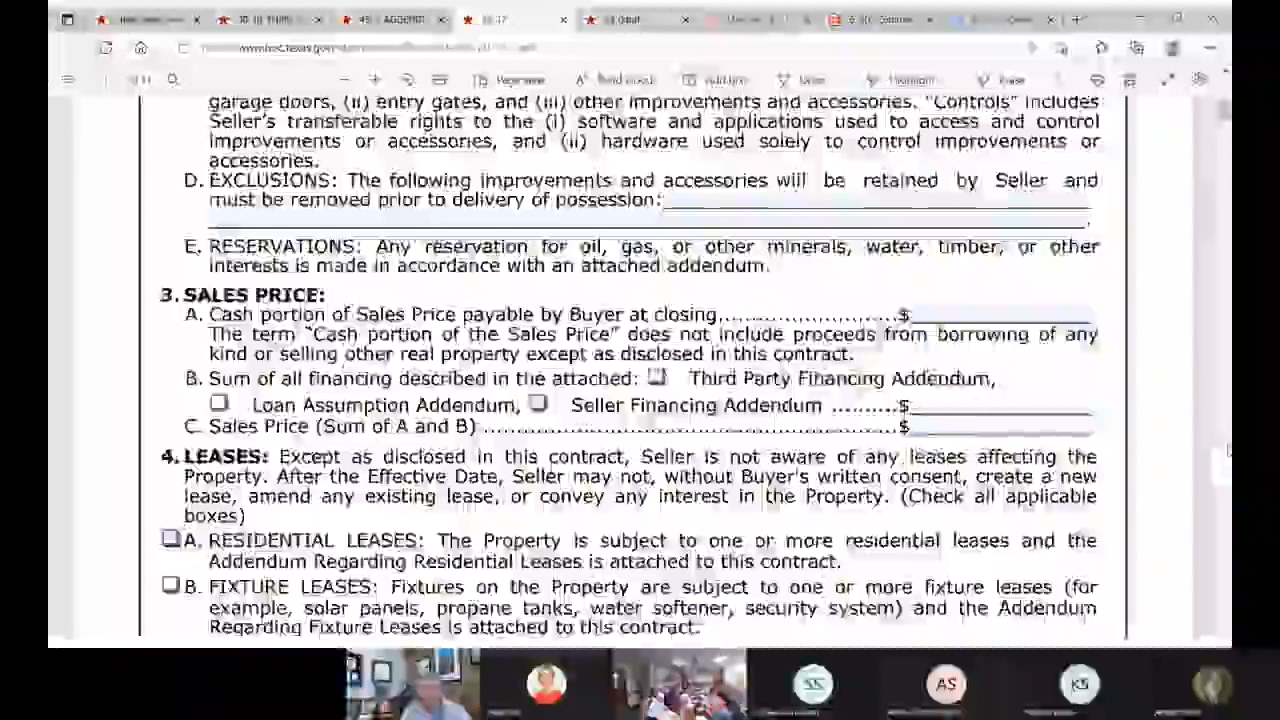 garage doors, (ii) entry gates, and (iii) other improvements and accessories. "Controls" includes
Seller's transferable rights to the (i) software and applications used to access and control
improvements or accessories, and (ii) hardware used solely to control improvements or
accessories.
D. EXCLUSIONS: The following improvements and accessories will be retained by Seller and
must be removed prior to delivery of possession:
E. RESERVATIONS: Any reservation for oil, gas, or other minerals, water, timber, or other
interests is made in accordance with an attached addendum.
3. SALES PRICE:
A. Cash portion of Sales Price payable by Buyer at closing..............................$
The term "Cash portion of the Sales Price" does not include proceeds from borrowing of any
kind or selling other real property except as disclosed in this contract.
B. Sum of all financing described in the attached: Third Party Financing Addendum,
Loan Assumption Addendum, Seller Financing Addendum ..........$
C. Sales Price (Sum of A and B) ......................................................................$
4. LEASES: Except as disclosed in this contract, Seller is not aware of any leases affecting the
Property. After the Effective Date, Seller may not, without Buyer's written consent, create a new
lease, amend any existing lease, or convey any interest in the Property. (Check all applicable
boxes)
A. RESIDENTIAL LEASES: The Property is subject to one or more residential leases and the
Addendum Regarding Residential Leases is attached to this contract.
B. FIXTURE LEASES: Fixtures on the Property are subject to one or more fixture leases (for
example, solar panels, propane tanks, water softener, security system) and the Addendum
Regarding Fixture Leases is attached to this contract.
SS
AS
KS